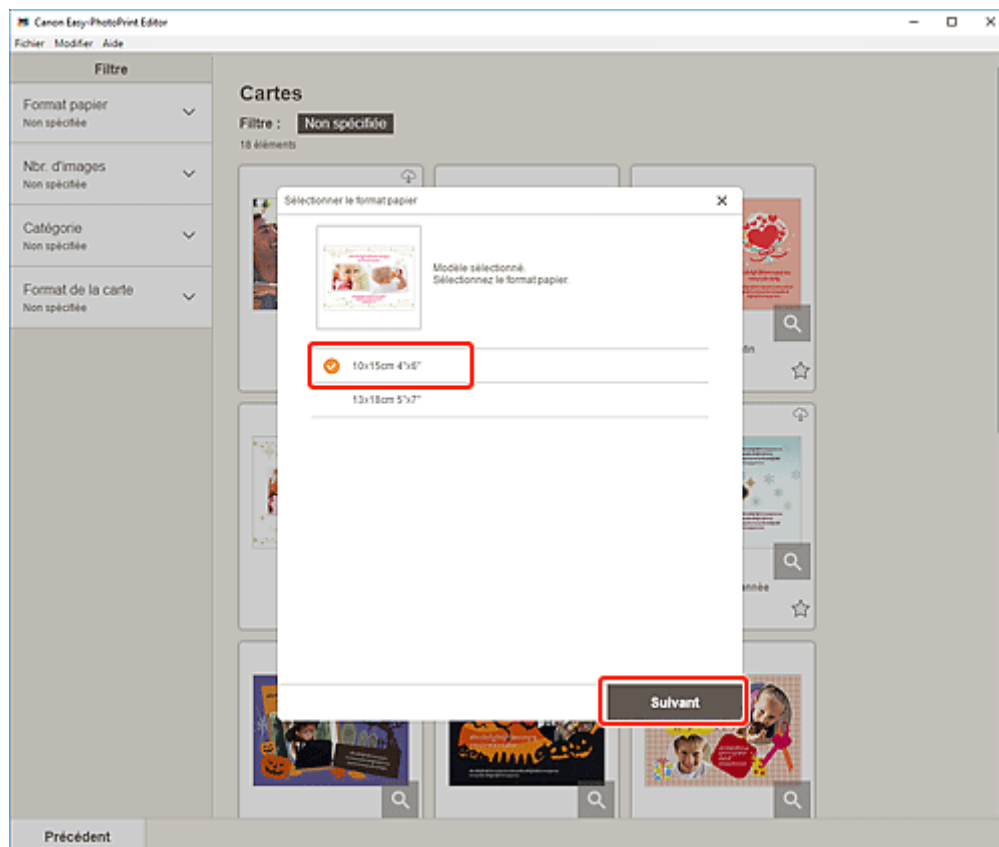 Canon Easy-PhotoPrint Editor
Fichier Modifier Aide
Filtre
Format papier
Non spécifiée
Nbr. d'images
Non spécifiée
Catégorie
Non spécifiée
Format de la carte
Non spécifiée
Cartes
Filtre : Non spécifiée
18 éléments
Sélectionner le format papier
Modèle sélectionné.
Sélectionnez le format papier.
10x15cm 4"x6"
13x18cm 5"x7"
Suivant
Précédent